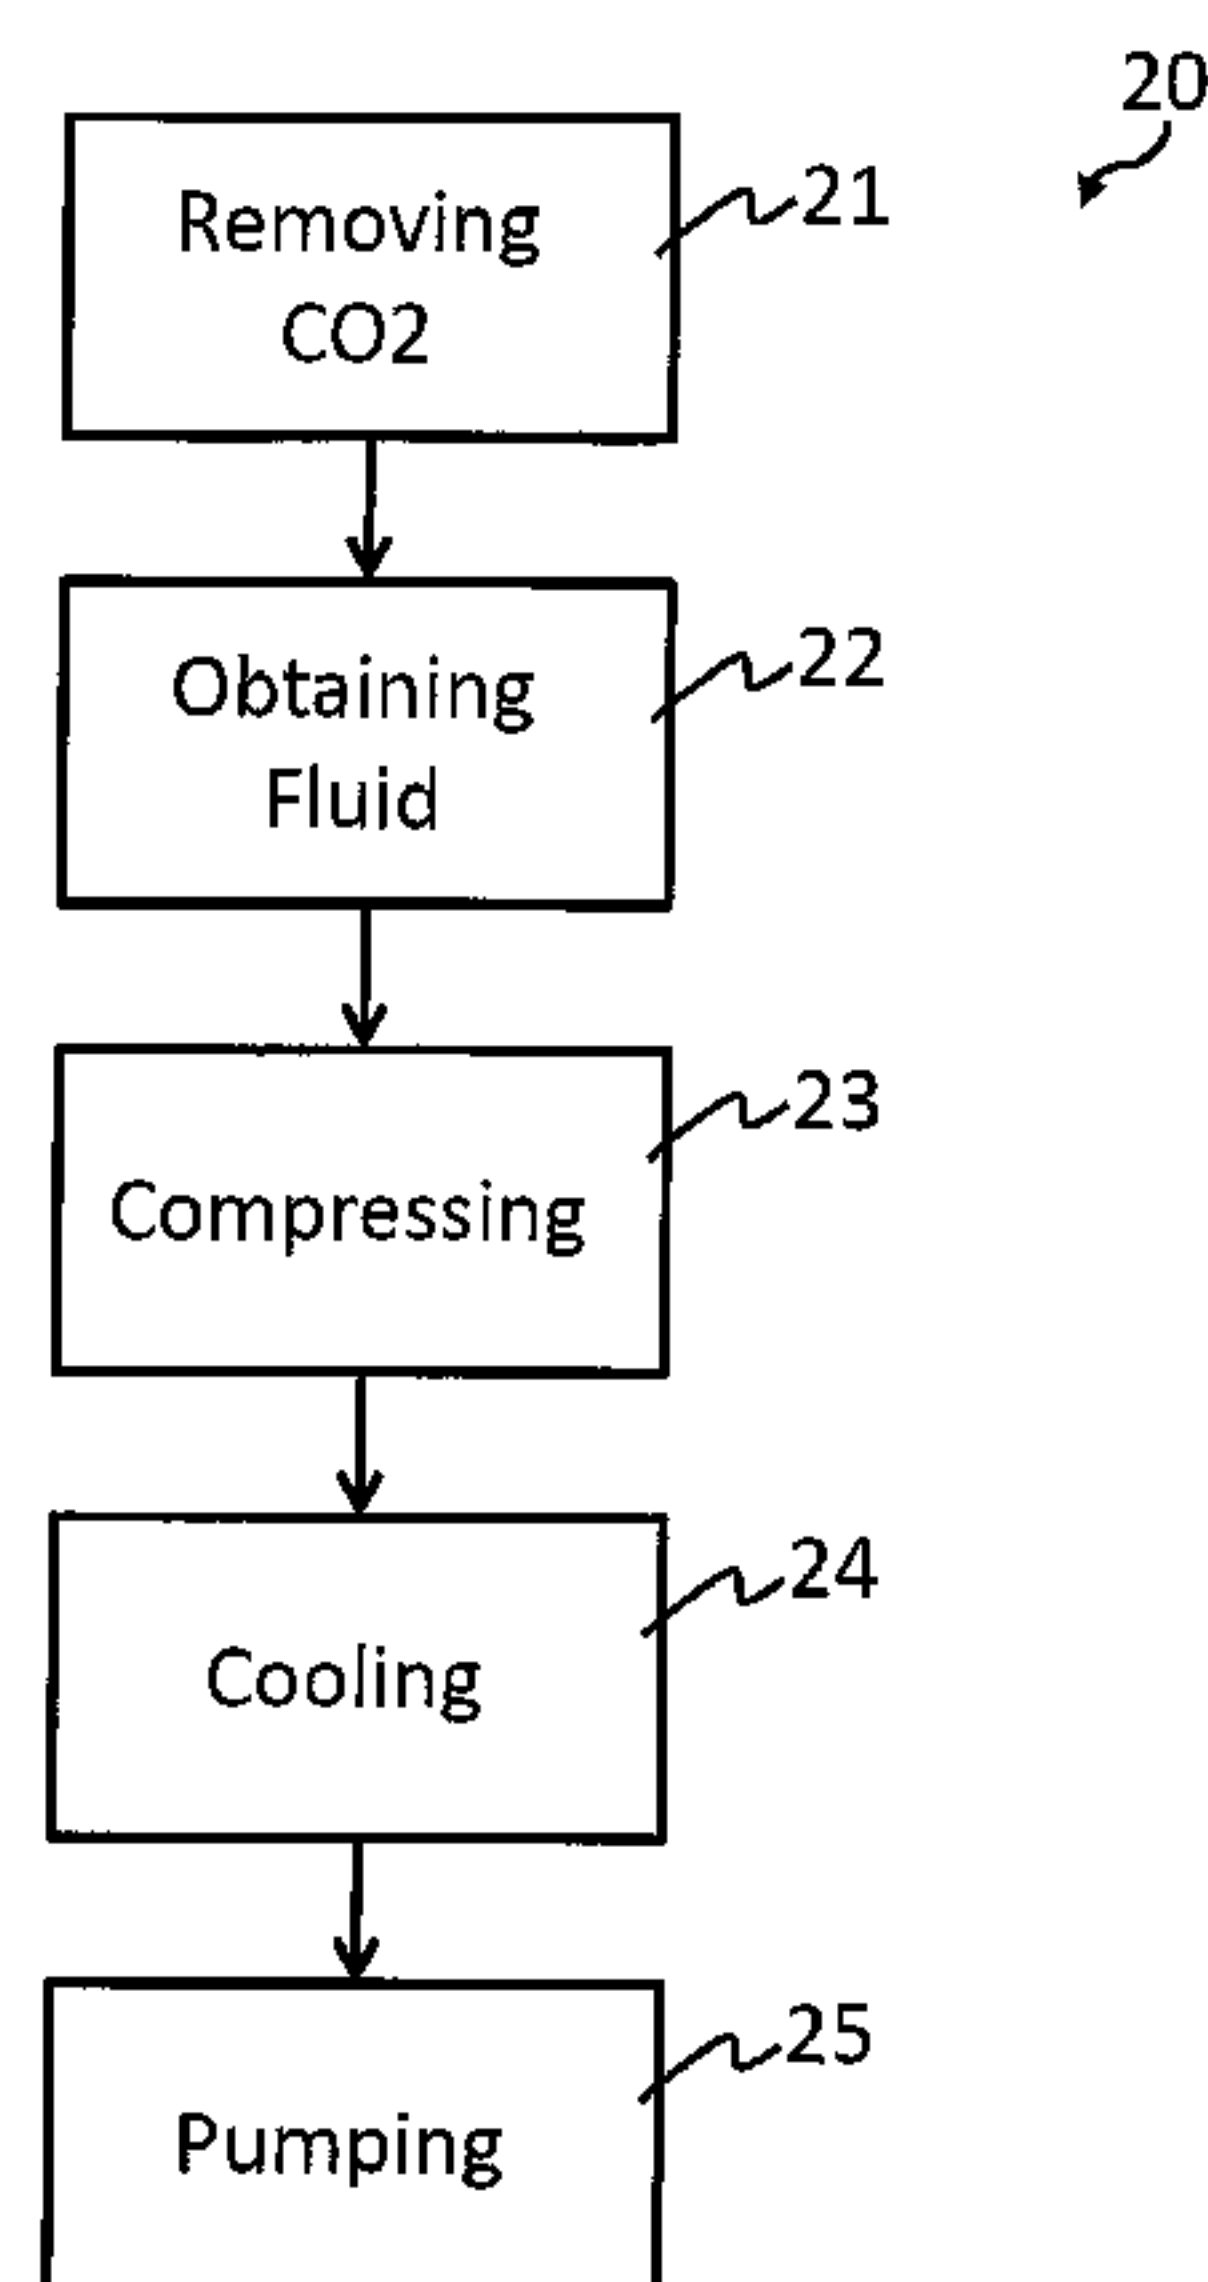 20
Removing
CO2
21
Obtaining
Fluid
22
Compressing
23
Cooling
24
Pumping
25